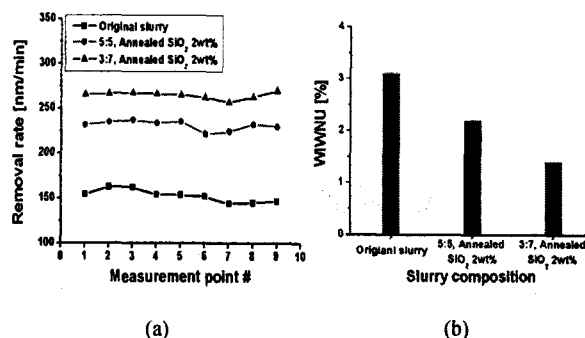 350
300
250
200
150
100
Removal rate [nm/min]
Original slurry
5:5, Annealed SiO2 2wt%
3:7, Annealed SiO2 2wt%
0 1 2 3 4 5 6 7 8 9 10
Measurement point #
(a)
4
3
2
1
0
WIWNU [%]
Origianl slurry
5:5, Annealed
SiO2 2wt%
3:7, Annealed
SiO2 2wt%
Slurry composition
(b)